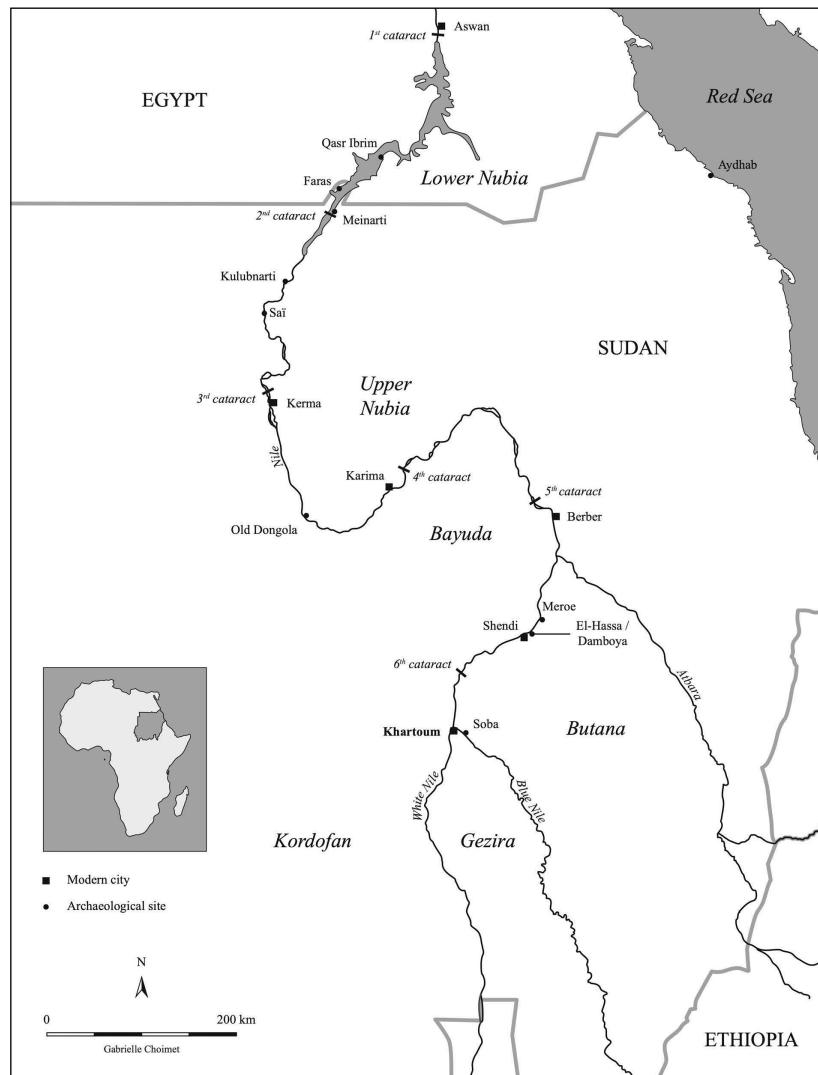 Aswan
1st cataract
EGYPT
Red Sea
Qasr Ibrim
Aydhab
Lower Nubia
Faras
2nd cataract
Meinarti
Kulubnarti
Saï
SUDAN
Upper
Nubia
3rd cataract
Kerma
Nile
Karima
4th cataract
5th cataract
Old Dongola
Berber
Bayuda
Meroe
Shendi
El-Hassa /
Damboya
6th cataract
Atbara
Khartoum
Soba
Butana
White Nile
Blue Nile
Kordofan
Gezira
Modern city
Archaeological site
N
0
200 km
Gabrielle Choimet
ETHIOPIA